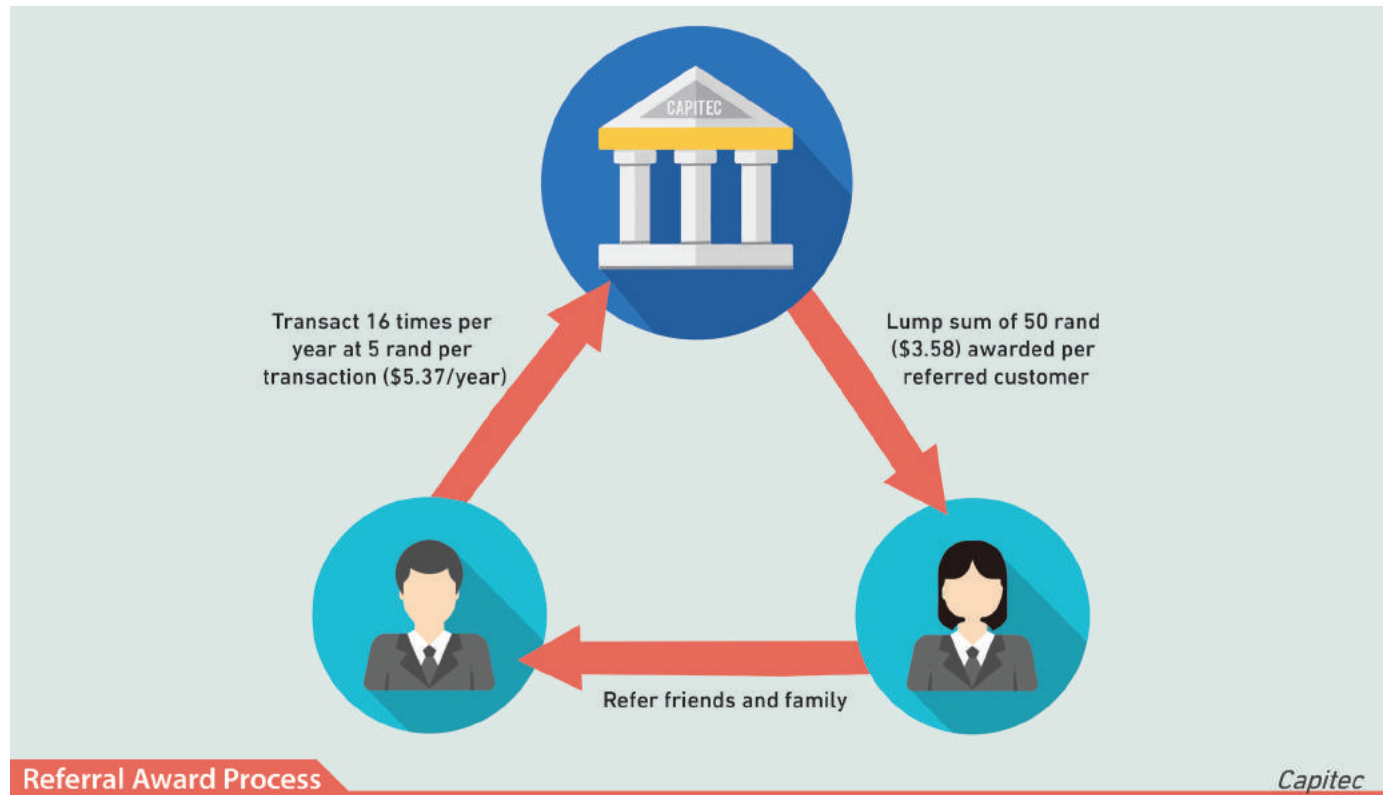 CAPITEC
Transact 16 times per
year at 5 rand per
transaction ($5.37/year)
Lump sum of 50 rand
($3.58) awarded per
referred customer
Refer friends and family
Referral Award Process
Capitec